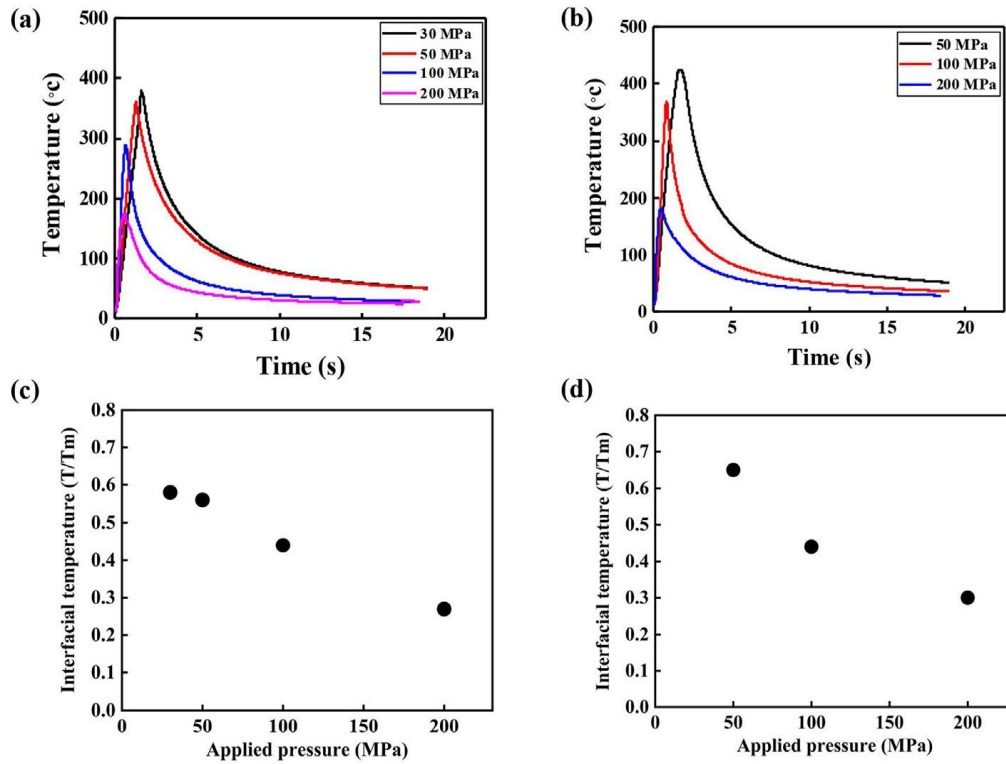 (a)
500
400
300
200
100
0
Temperature (°c)
30 MPa
50 MPa
100 MPa
200 MPa
0 5 10 15 20
Time (s)
(b)
500
400
300
200
100
0
Temperature (°c)
50 MPa
100 MPa
200 MPa
0 5 10 15 20
Time (s)
(c)
0.8
0.7
0.6
0.5
0.4
0.3
0.2
0.1
0.0
Interfacial temperature (T/Tm)
0 50 100 150 200
Applied pressure (MPa)
(d)
0.8
0.7
0.6
0.5
0.4
0.3
0.2
0.1
0.0
Interfacial temperature (T/Tm)
0 50 100 150 200
Applied pressure (MPa)